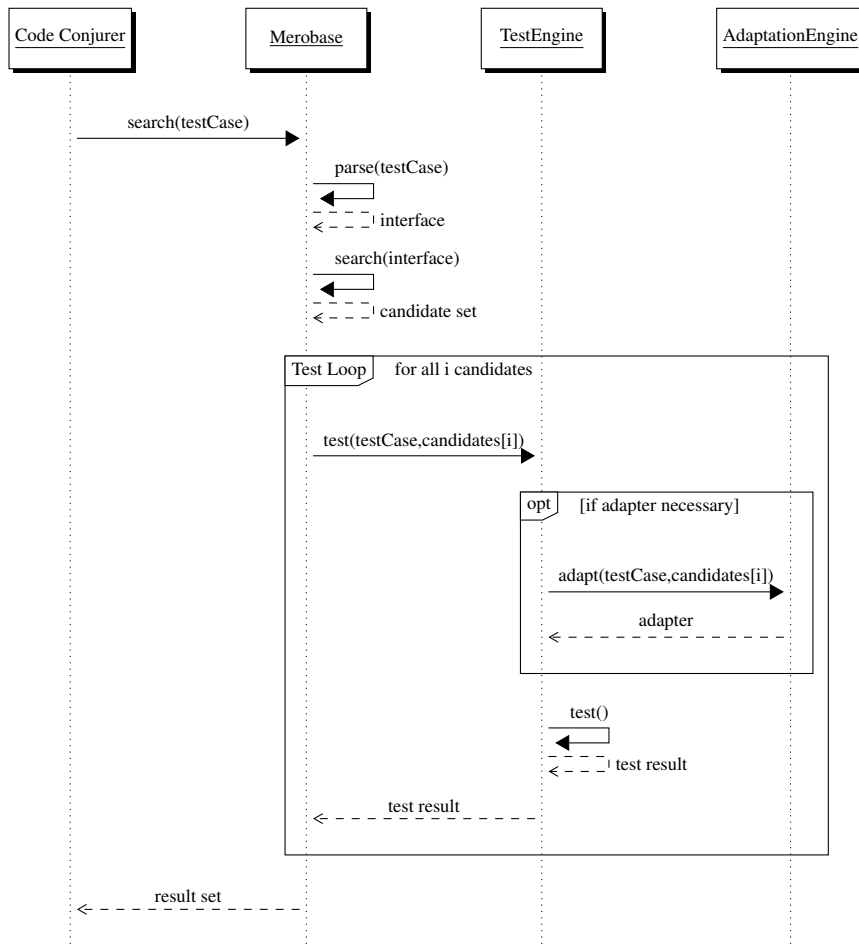 Code Conjurer
Merobase
TestEngine
AdaptationEngine
search(testCase)
parse(testCase)
interface
search(interface)
candidate set
Test Loop
for all i candidates
test(testCase,candidates[i])
opt
[if adapter necessary]
adapt(testCase,candidates[i])
adapter
test()
test result
test result
result set